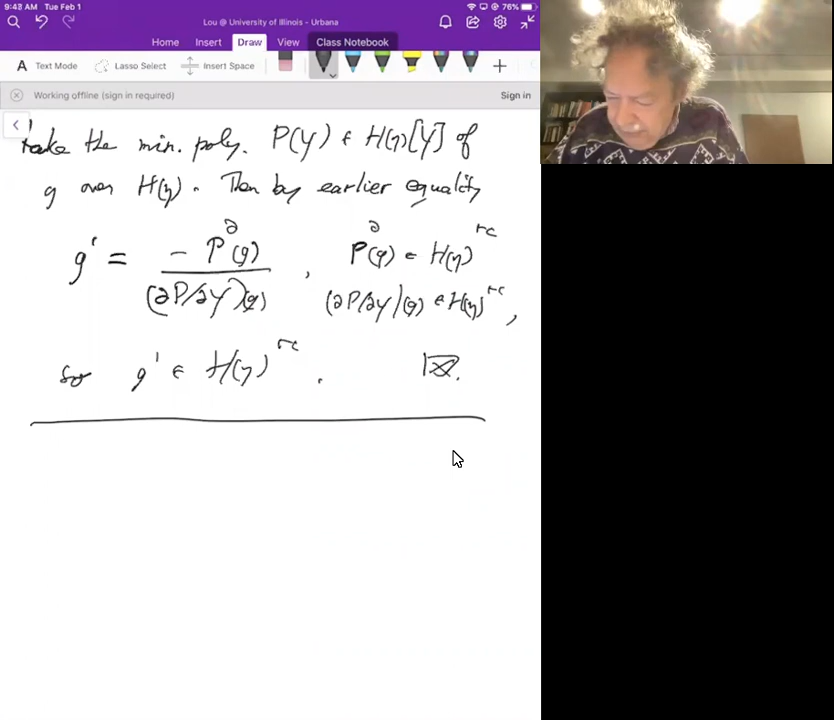 9:42 AM Tue Feb 1
76%
Lou @ University of Illinois - Urbana
Home Insert Draw View Class Notebook
A Text Mode Lasso Select Insert Space
Working offline (sign in required) Sign in
Take the min. poly. P(Y) ∈ H(y)[Y] of
g over H(y). Then by earlier equality
g' = - P^∂(g) / (∂P/∂Y)(g) , P^∂(g) ∈ H(y)^rc
(∂P/∂Y)(g) ∈ H(y)^rc,
so g' ∈ H(y)^rc. ☒.